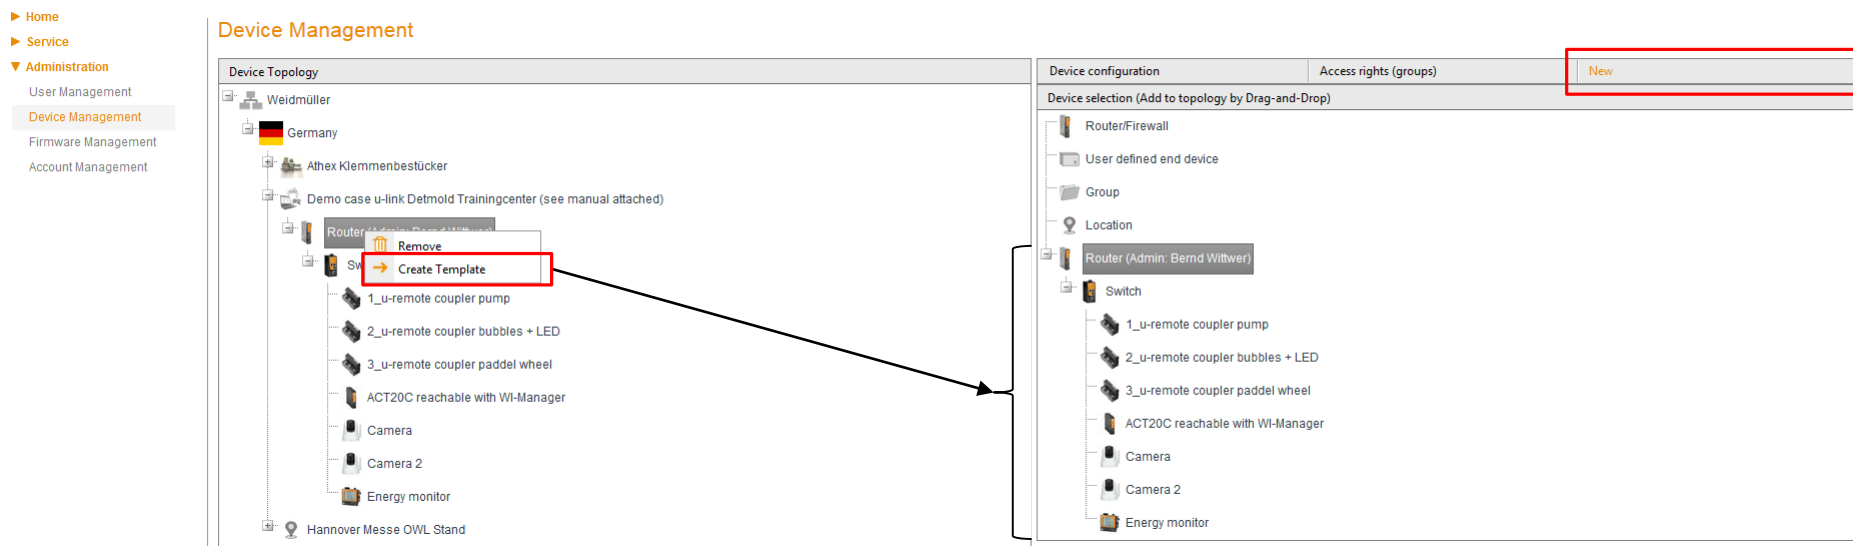 Home
Service
Administration
User Management
Device Management
Firmware Management
Account Management
Device Management
Device Topology
Weidmüller
Germany
Athex Klemmenbestücker
Demo case u-link Detmold Trainingcenter (see manual attached)
Router (Admin: Bernd Wittwer)
Remove
Sw
Create Template
1_u-remote coupler pump
2_u-remote coupler bubbles + LED
3_u-remote coupler paddel wheel
ACT20C reachable with WI-Manager
Camera
Camera 2
Energy monitor
Hannover Messe OWL Stand
Device configuration
Access rights (groups)
New
Device selection (Add to topology by Drag-and-Drop)
Router/Firewall
User defined end device
Group
Location
Router (Admin: Bernd Wittwer)
Switch
1_u-remote coupler pump
2_u-remote coupler bubbles + LED
3_u-remote coupler paddel wheel
ACT20C reachable with WI-Manager
Camera
Camera 2
Energy monitor